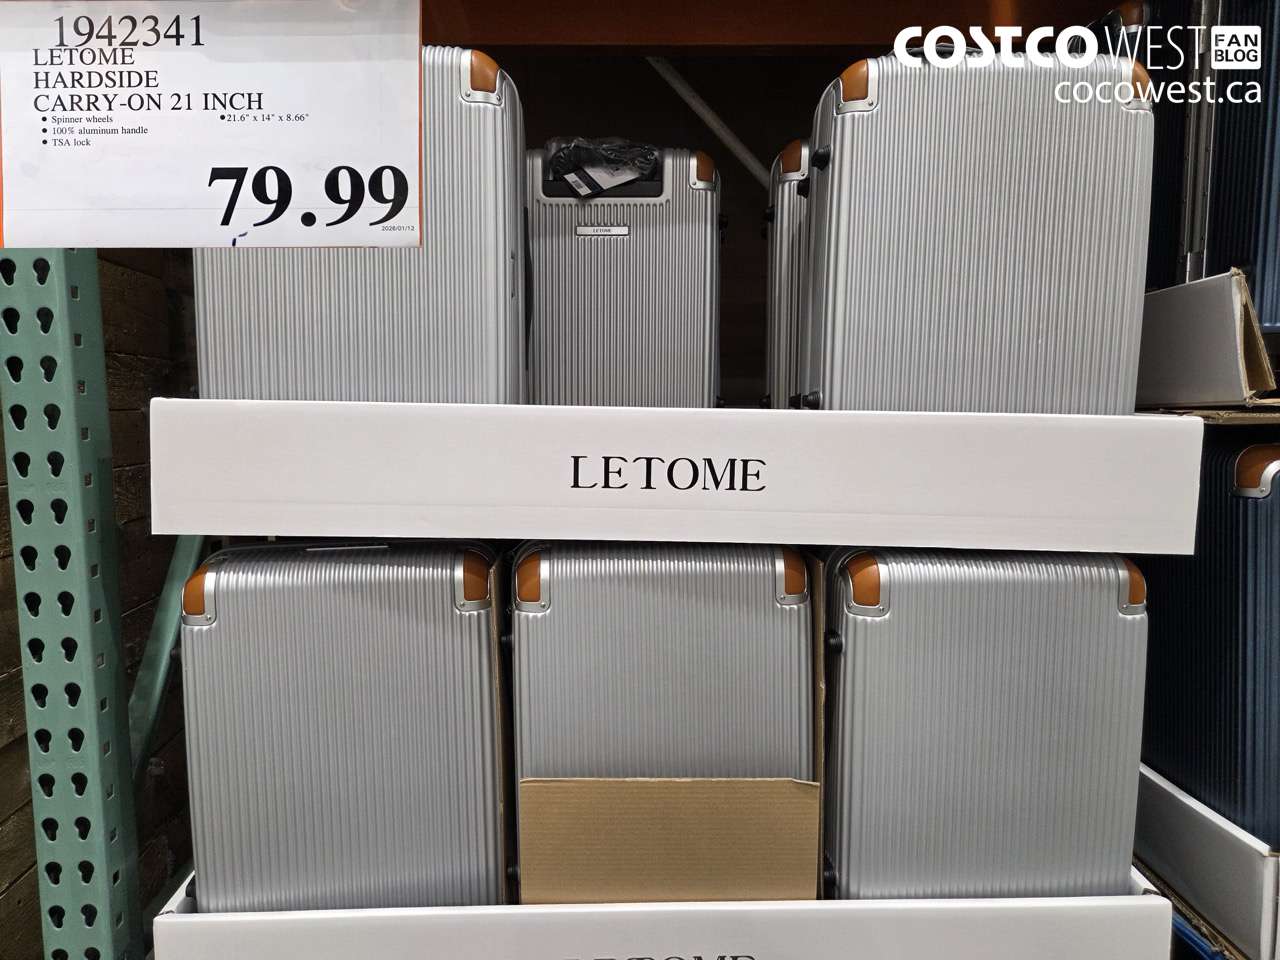 1942341
LETOME
HARDSIDE
CARRY-ON 21 INCH
• Spinner wheels
• 21.6" x 14" x 8.66"
• 100% aluminum handle
• TSA lock
79.99
2026/01/12
COSTCO WEST FAN BLOG
cocowest.ca
LETOME
LETOME
LETOME